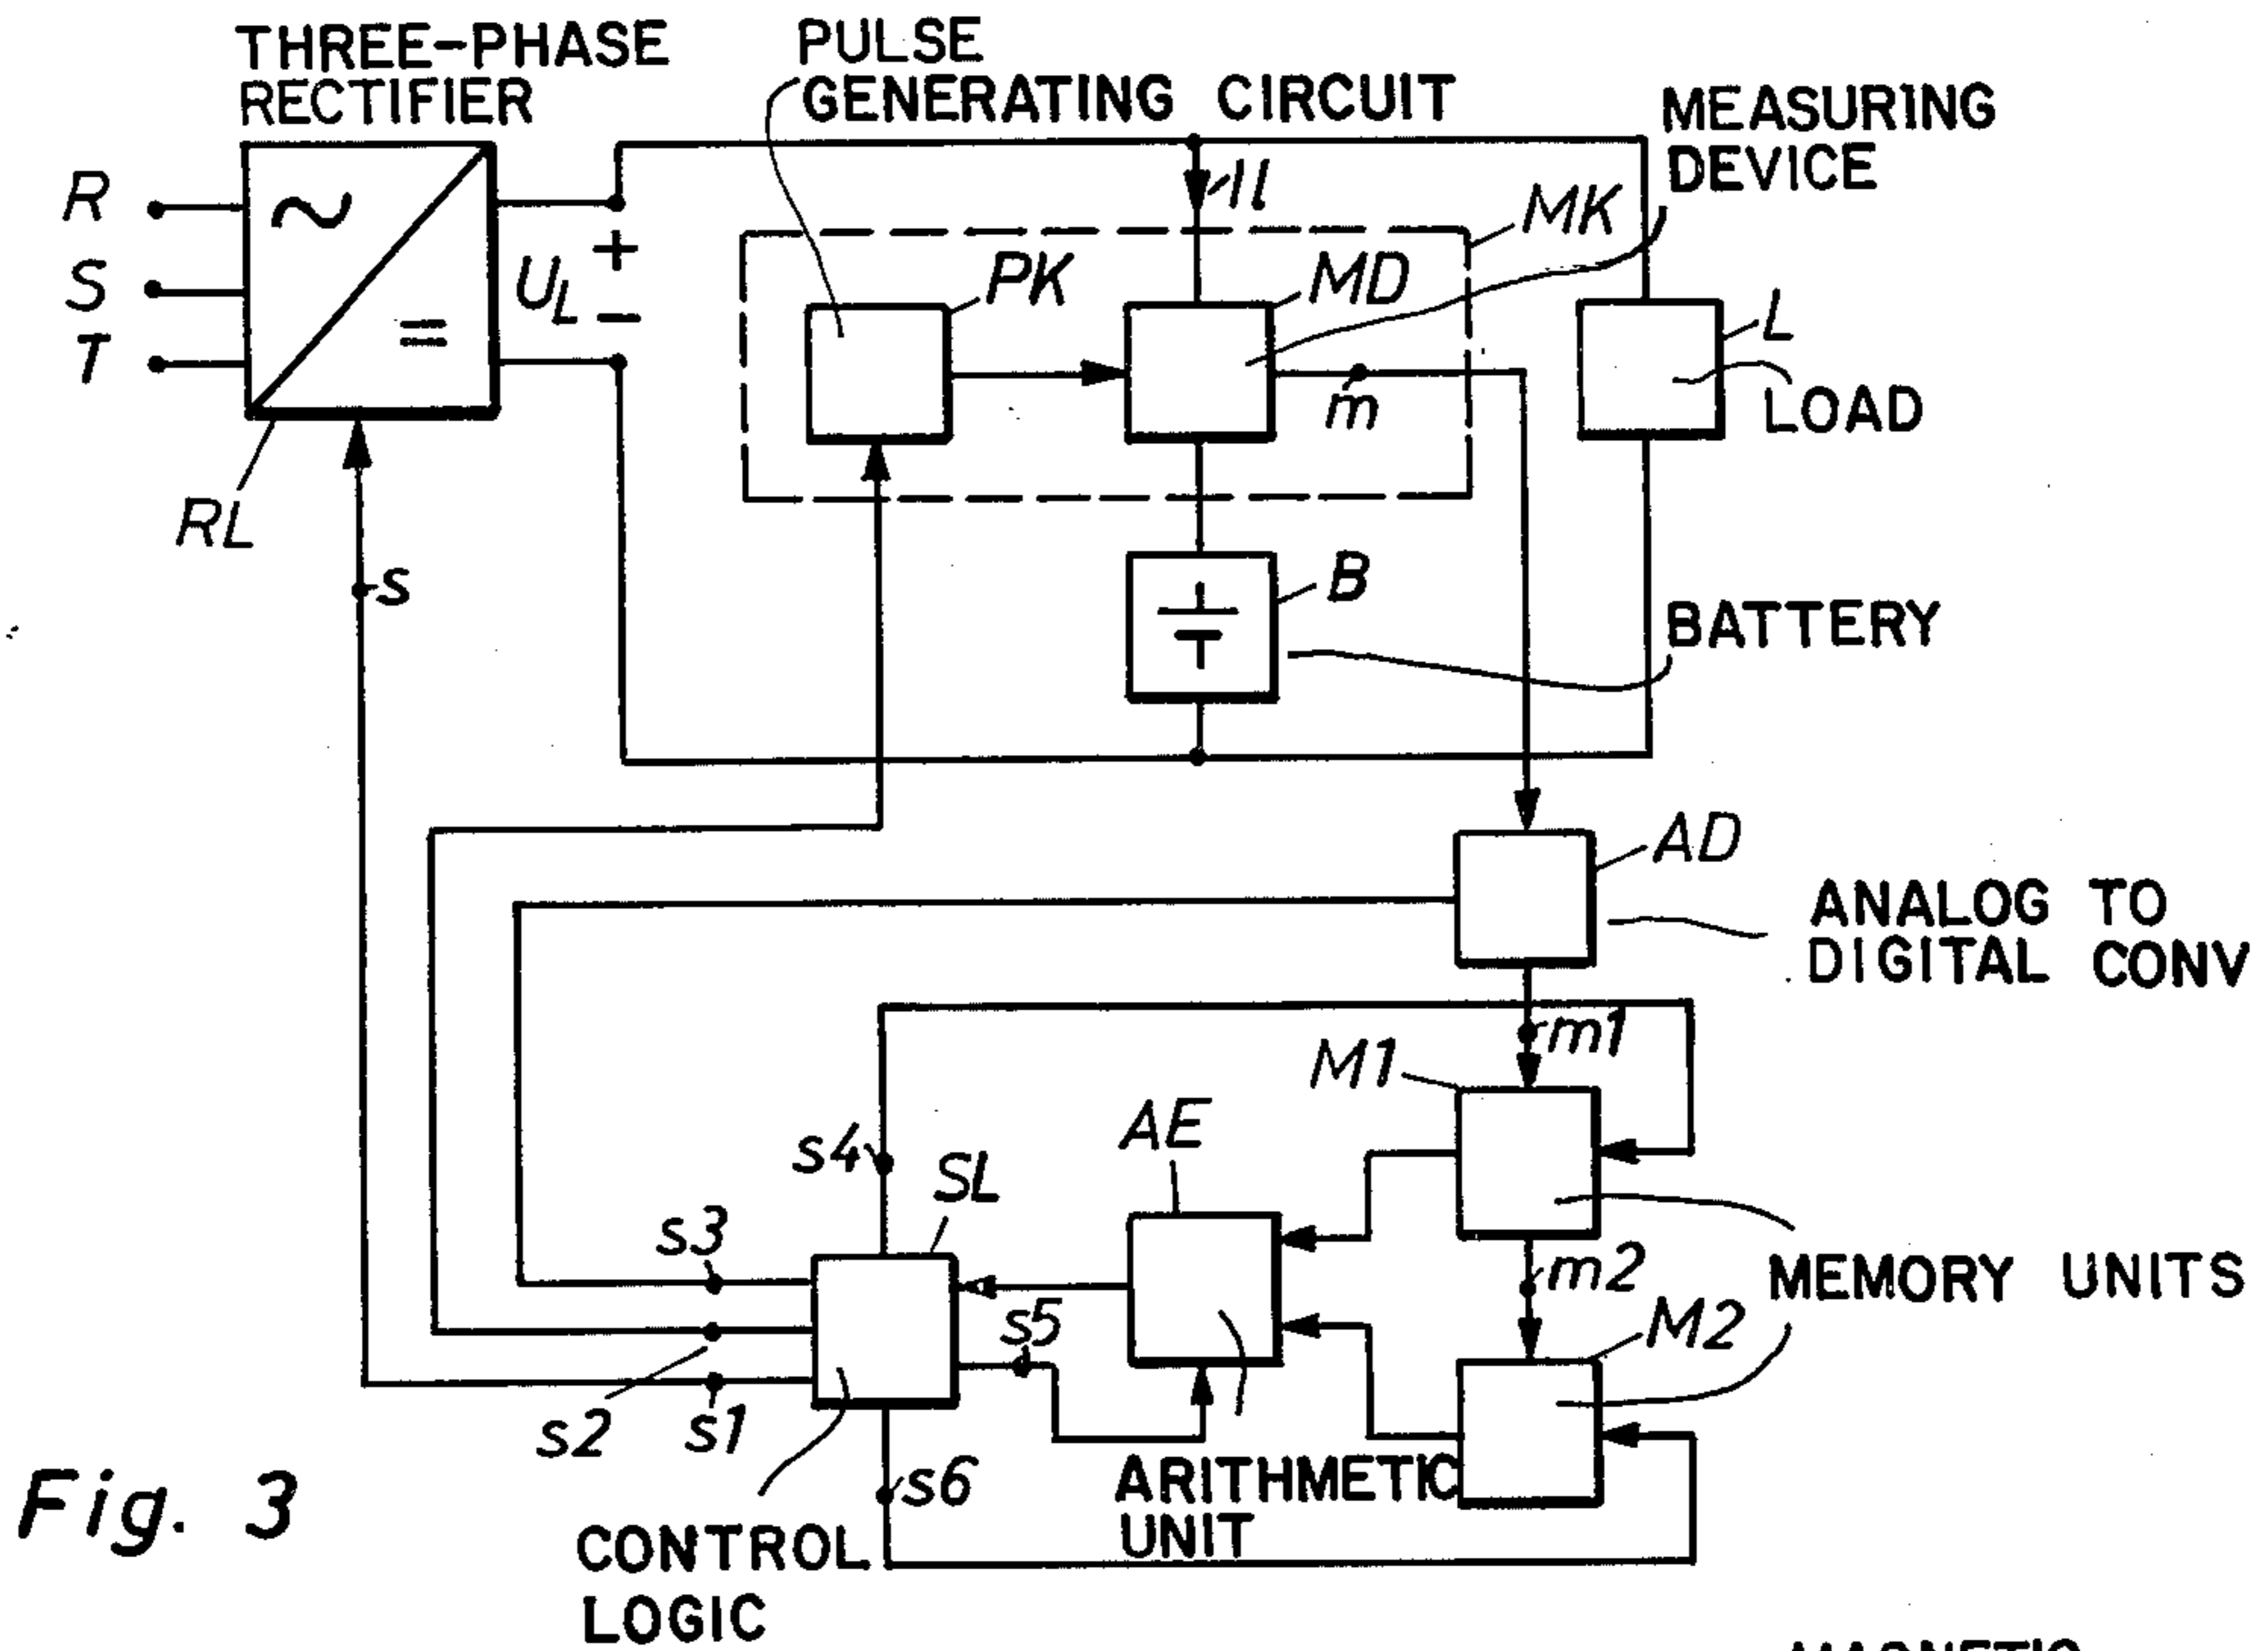 THREE-PHASE
RECTIFIER
PULSE
GENERATING CIRCUIT
MEASURING
DEVICE
R
S
T
~
=
UL
+
−
PK
MD
MK
L
LOAD
m
RL
s
B
BATTERY
AD
ANALOG TO
DIGITAL CONV
m1
M1
AE
s4
SL
s3
s5
m2
M2
MEMORY UNITS
s2
s1
s6
ARITHMETIC
UNIT
CONTROL
LOGIC
Fig. 3